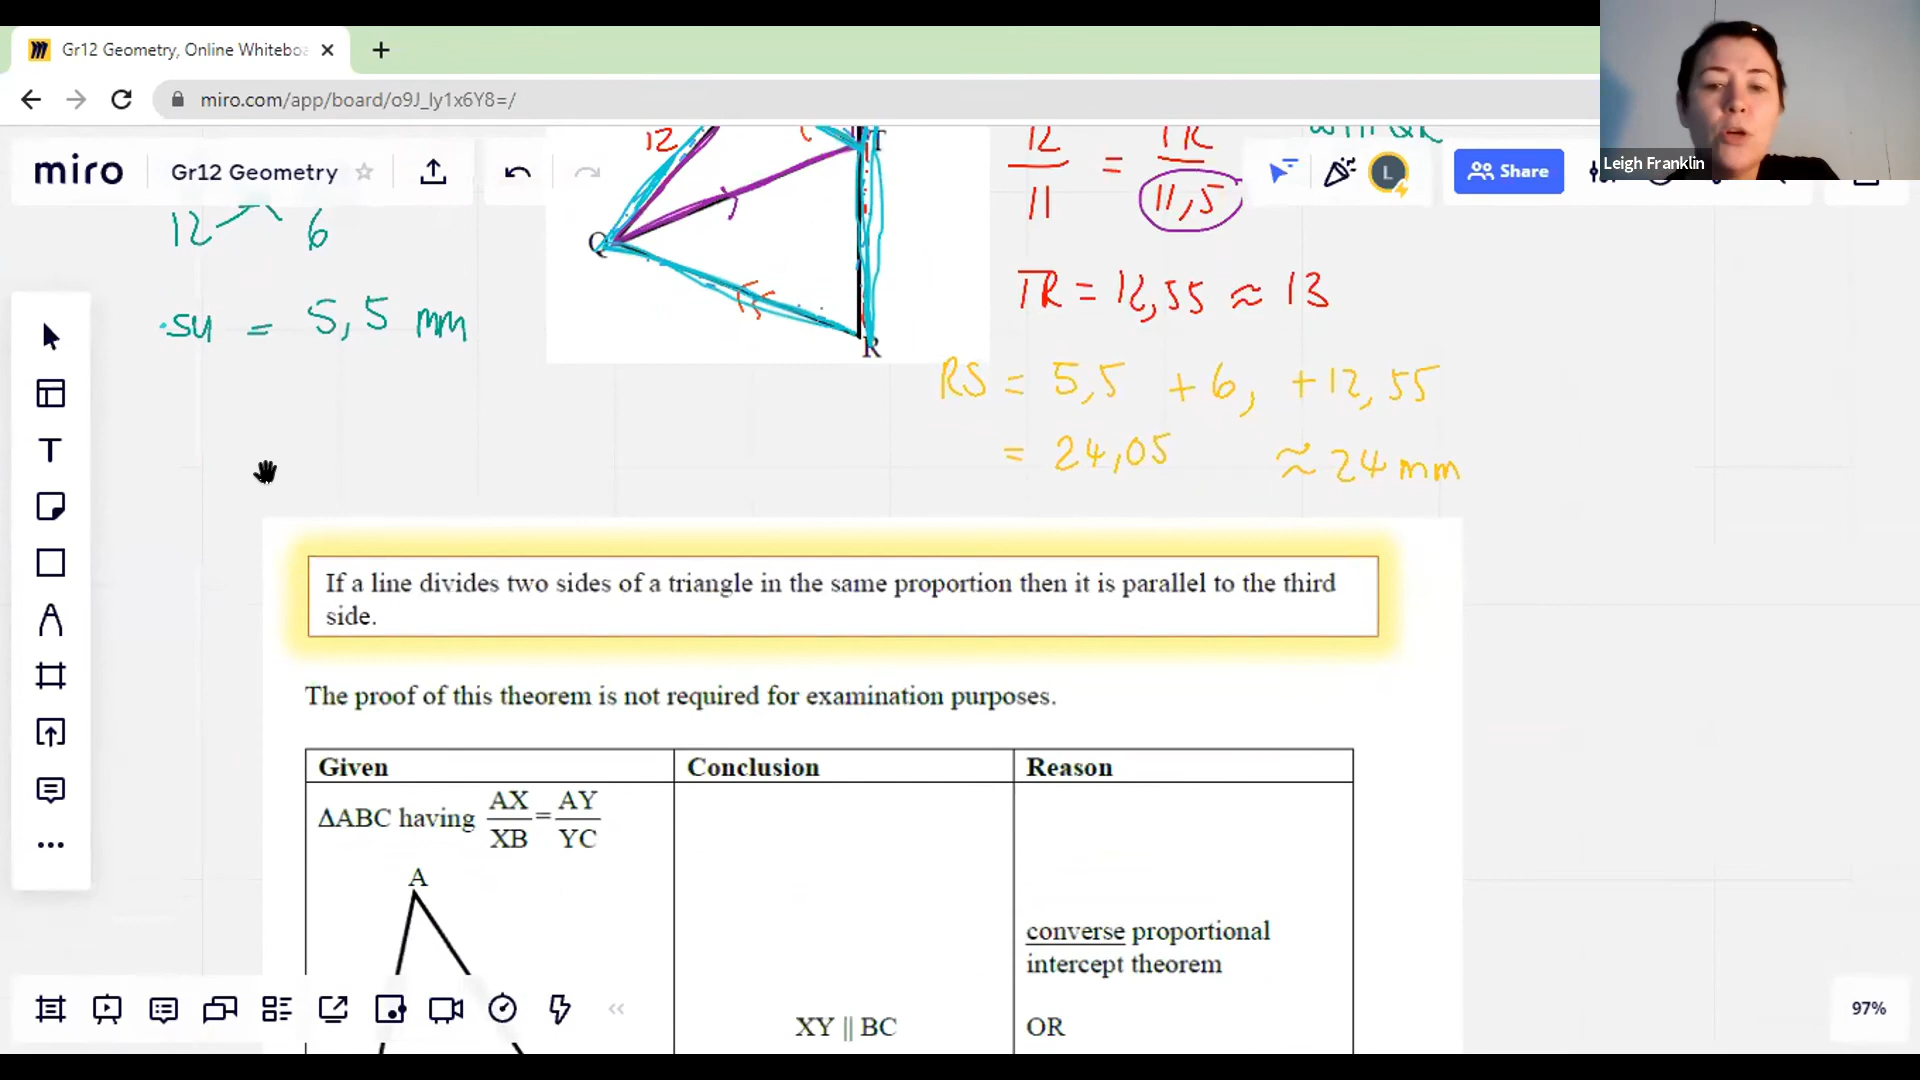 Gr12 Geometry, Online Whitebo
miro.com/app/board/o9J_ly1x6Y8=/
Leigh Franklin
miro
Gr12 Geometry
L
Share
12
T
Q
15
R
12 6
SU = 5,5 mm
12/11 = TR/11,5
TR = 12,55 ≈ 13
RS = 5,5 + 6, + 12,55
= 24,05 ≈ 24 mm
If a line divides two sides of a triangle in the same proportion then it is parallel to the third
side.
The proof of this theorem is not required for examination purposes.
Given Conclusion Reason
ΔABC having AX/XB = AY/YC
A
converse proportional
intercept theorem
XY || BC OR
97%